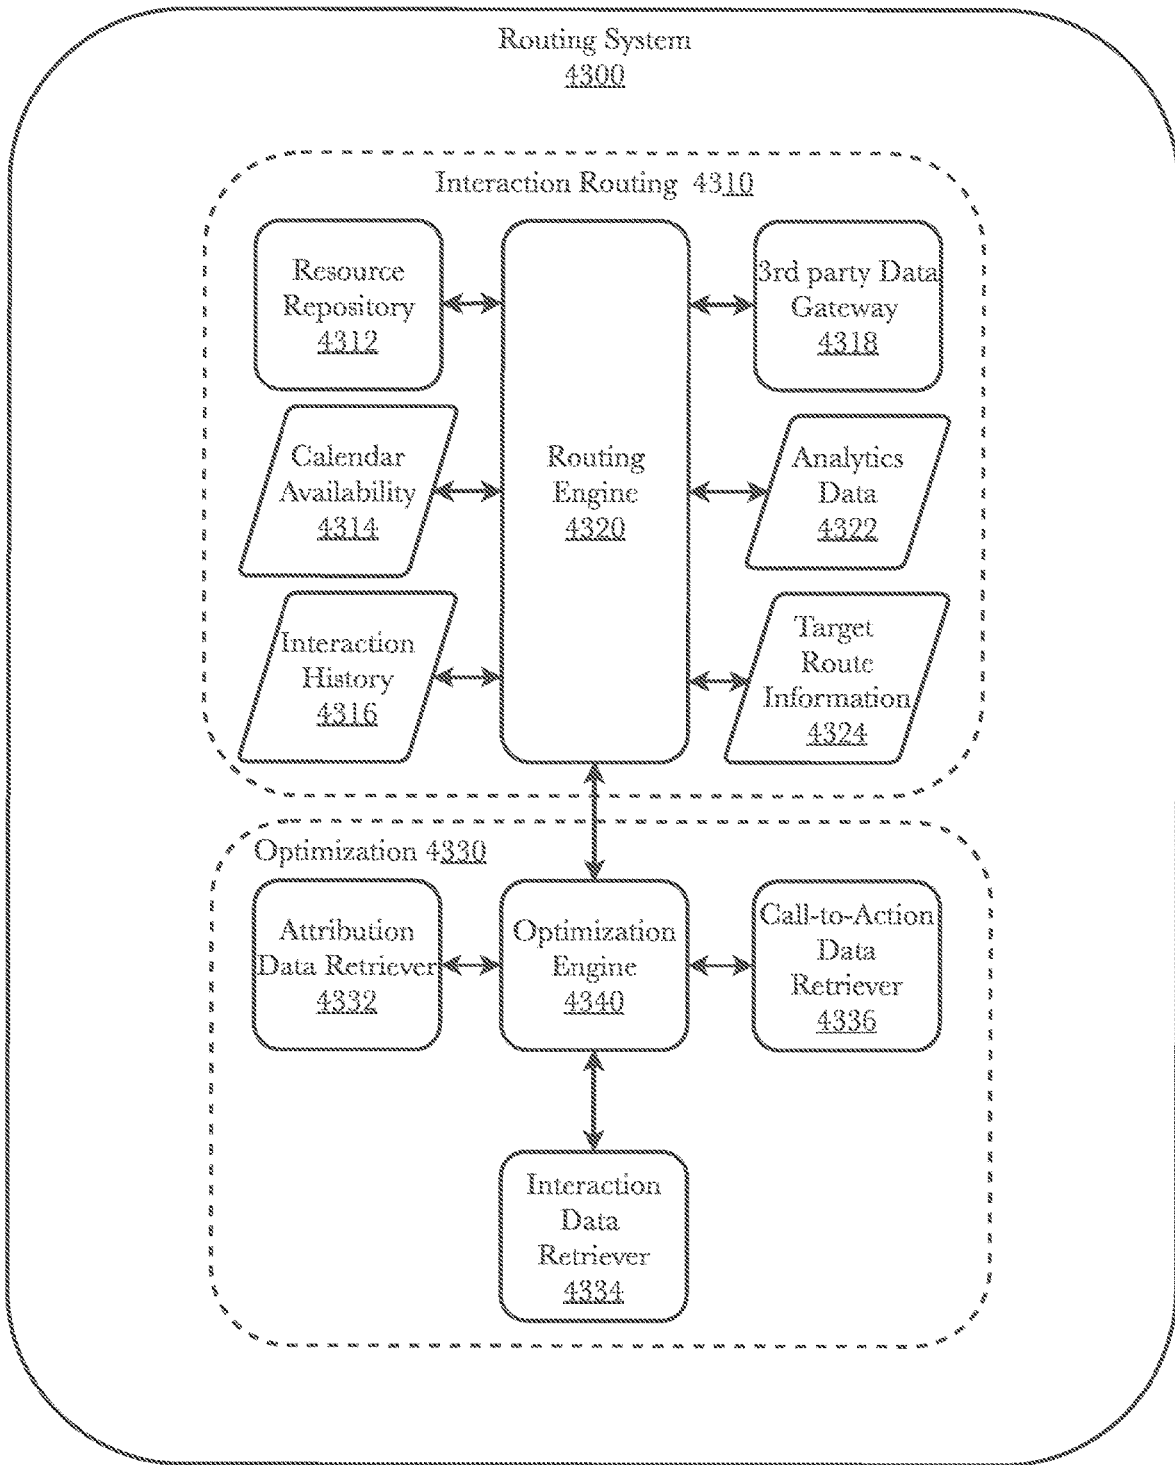 Routing System
4300
Interaction Routing 4310
Resource
Repository
4312
Routing
Engine
4320
3rd party Data
Gateway
4318
Calendar
Availability
4314
Analytics
Data
4322
Interaction
History
4316
Target
Route
Information
4324
Optimization 4330
Attribution
Data Retriever
4332
Optimization
Engine
4340
Call-to-Action
Data
Retriever
4336
Interaction
Data
Retriever
4334